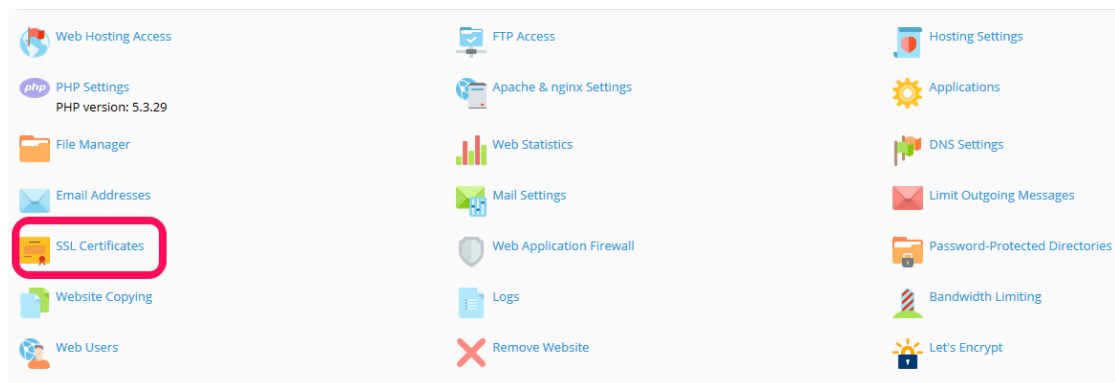 Web Hosting Access
FTP Access
Hosting Settings
php
PHP Settings
PHP version: 5.3.29
Apache & nginx Settings
Applications
File Manager
Web Statistics
DNS Settings
Email Addresses
Mail Settings
Limit Outgoing Messages
SSL Certificates
Web Application Firewall
Password-Protected Directories
Website Copying
Logs
Bandwidth Limiting
Web Users
Remove Website
Let's Encrypt